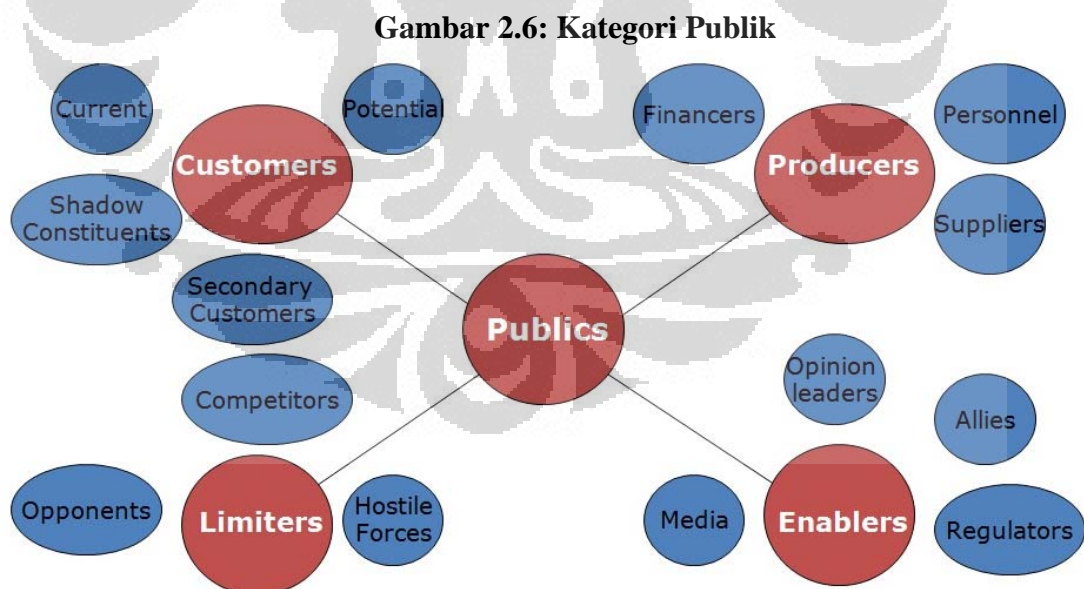 Gambar 2.6: Kategori Publik
Current
Potential
Customers
Shadow
Constituents
Secondary
Customers
Financers
Personnel
Producers
Suppliers
Publics
Competitors
Opponents
Limiters
Hostile
Forces
Opinion
leaders
Allies
Media
Enablers
Regulators